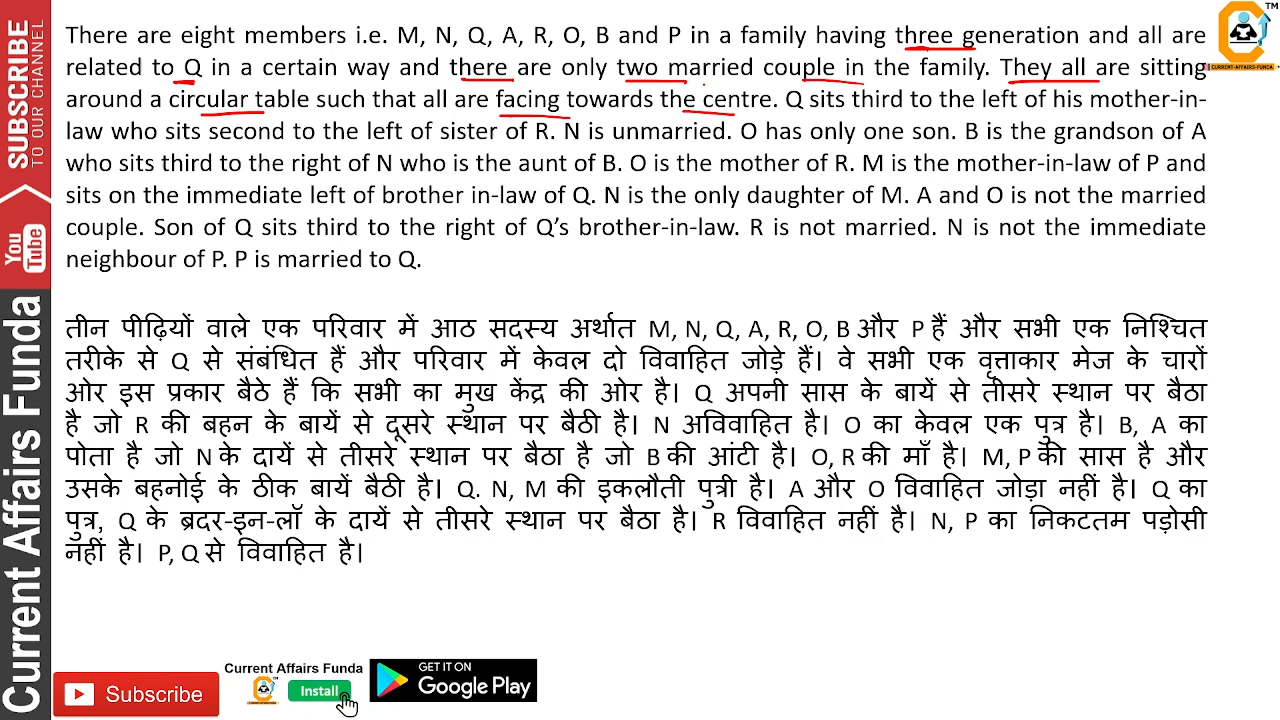 There are eight members i.e. M, N, Q, A, R, O, B and P in a family having three generation and all are
related to Q in a certain way and there are only two married couple in the family. They all are sitting
around a circular table such that all are facing towards the centre. Q sits third to the left of his mother-in-
law who sits second to the left of sister of R. N is unmarried. O has only one son. B is the grandson of A
who sits third to the right of N who is the aunt of B. O is the mother of R. M is the mother-in-law of P and
sits on the immediate left of brother in-law of Q. N is the only daughter of M. A and O is not the married
couple. Son of Q sits third to the right of Q’s brother-in-law. R is not married. N is not the immediate
neighbour of P. P is married to Q.
तीन पीढ़ियों वाले एक परिवार में आठ सदस्य अर्थात M, N, Q, A, R, O, B और P हैं और सभी एक निश्चित
तरीके से Q से संबंधित हैं और परिवार में केवल दो विवाहित जोड़े हैं। वे सभी एक वृत्ताकार मेज के चारों
ओर इस प्रकार बैठे हैं कि सभी का मुख केंद्र की ओर है। Q अपनी सास के बायें से तीसरे स्थान पर बैठा
है जो R की बहन के बायें से दूसरे स्थान पर बैठी है। N अविवाहित है। O का केवल एक पुत्र है। B, A का
पोता है जो N के दायें से तीसरे स्थान पर बैठा है जो B की आंटी है। O, R की माँ है। M, P की सास है और
उसके बहनोई के ठीक बायें बैठी है। Q. N, M की इकलौती पुत्री है। A और O विवाहित जोड़ा नहीं है। Q का
पुत्र, Q के ब्रदर-इन-लॉ के दायें से तीसरे स्थान पर बैठा है। R विवाहित नहीं है। N, P का निकटतम पड़ोसी
नहीं है। P, Q से विवाहित है।
SUBSCRIBE
TO OUR CHANNEL
You
Tube
Current Affairs Funda
TM
CURRENT-AFFAIRS-FUNDA
Subscribe
Current Affairs Funda
Install
GET IT ON
Google Play